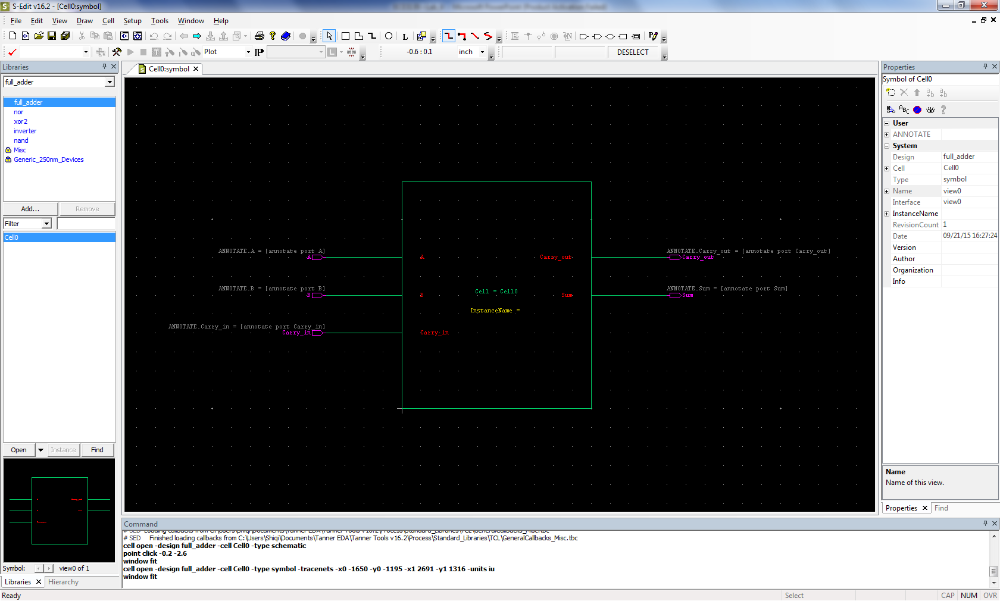 S-Edit v16.2 - [Cell0:symbol]
File Edit View Draw Cell Setup Tools Window Help
Plot
-0.6 : 0.1
inch
DESELECT
Libraries
full_adder
full_adder
nor
xor2
inverter
nand
Misc
Generic_250nm_Devices
Add...
Remove
Filter
Cell0
Open
Instance
Find
Symbol:
view0 of 1
Libraries
Hierarchy
Cell0:symbol
ANNOTATE.A = [annotate port A]
A
A
ANNOTATE.B = [annotate port B]
B
B
ANNOTATE.Carry_in = [annotate port Carry_in]
Carry_in
Carry_in
Cell = Cell0
InstanceName =
Carry_out
ANNOTATE.Carry_out = [annotate port Carry_out]
Carry_out
Sum
ANNOTATE.Sum = [annotate port Sum]
Sum
Command
# SED Loading callbacks from C:\Users\Shiqi\Documents\Tanner EDA\Tanner Tools v16.2\Process\Standard_Libraries\TCL\GeneralCallbacks_Misc.tbc
# SED Finished loading callbacks from C:\Users\Shiqi\Documents\Tanner EDA\Tanner Tools v16.2\Process\Standard_Libraries\TCL\GeneralCallbacks_Misc.tbc
cell open -design full_adder -cell Cell0 -type schematic
point click -0.2 -2.6
window fit
cell open -design full_adder -cell Cell0 -type symbol -tracenets -x0 -1650 -y0 -1195 -x1 2691 -y1 1316 -units iu
window fit
Properties
Symbol of Cell0
User
ANNOTATE
System
Design full_adder
Cell Cell0
Type symbol
Name view0
Interface view0
InstanceName
RevisionCount 1
Date 09/21/15 16:27:24
Version
Author
Organization
Info
Name
Name of this view.
Properties
Find
Ready
Select
CAP NUM OVR